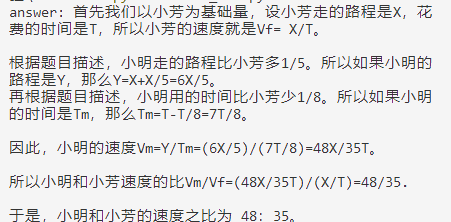 answer: 首先我们以小芳为基础量，设小芳走的路程是X，花
费的时间是T，所以小芳的速度就是Vf= X/T。
根据题目描述，小明走的路程比小芳多1/5。所以如果小明的
路程是Y，那么Y=X+X/5=6X/5。
再根据题目描述，小明用的时间比小芳少1/8。所以如果小明
的时间是Tm，那么Tm=T-T/8=7T/8。
因此，小明的速度Vm=Y/Tm=(6X/5)/(7T/8)=48X/35T。
所以小明和小芳速度的比Vm/Vf=(48X/35T)/(X/T)=48/35.
于是，小明和小芳的速度之比为 48: 35。